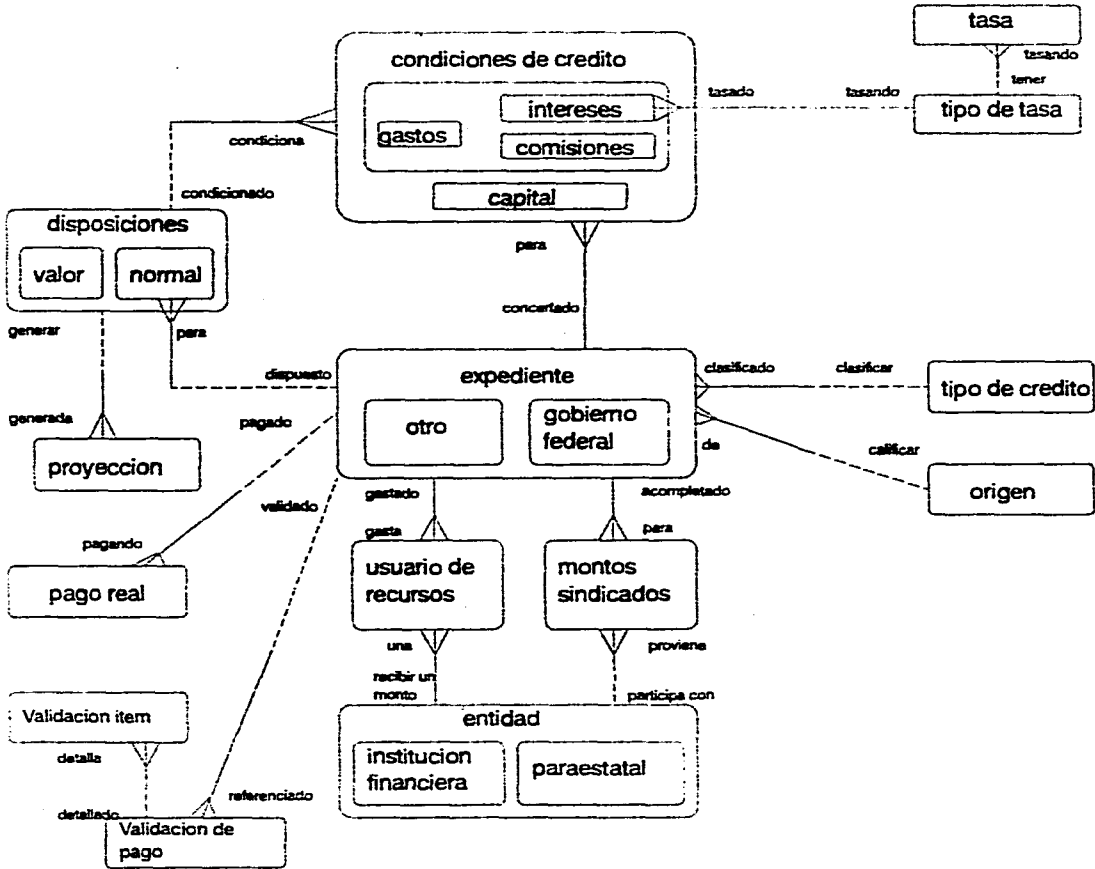 tasa
tasando
tener
tipo de tasa
condiciones de credito
intereses
gastos
comisiones
capital
tasado
tasando
condiciona
condicionado
disposiciones
valor
normal
para
concertado
generar
para
dispuesto
generada
proyeccion
expediente
otro
gobierno
federal
clasificado
clasificar
tipo de credito
de
calificar
origen
pagado
validado
pagando
pago real
gastado
gasta
acompletado
para
usuario de
recursos
montos
sindicados
una
recibir un
monto
proviene
participa con
entidad
institucion
financiera
paraestatal
Validacion item
detalla
detallado
referenciado
Validacion de
pago